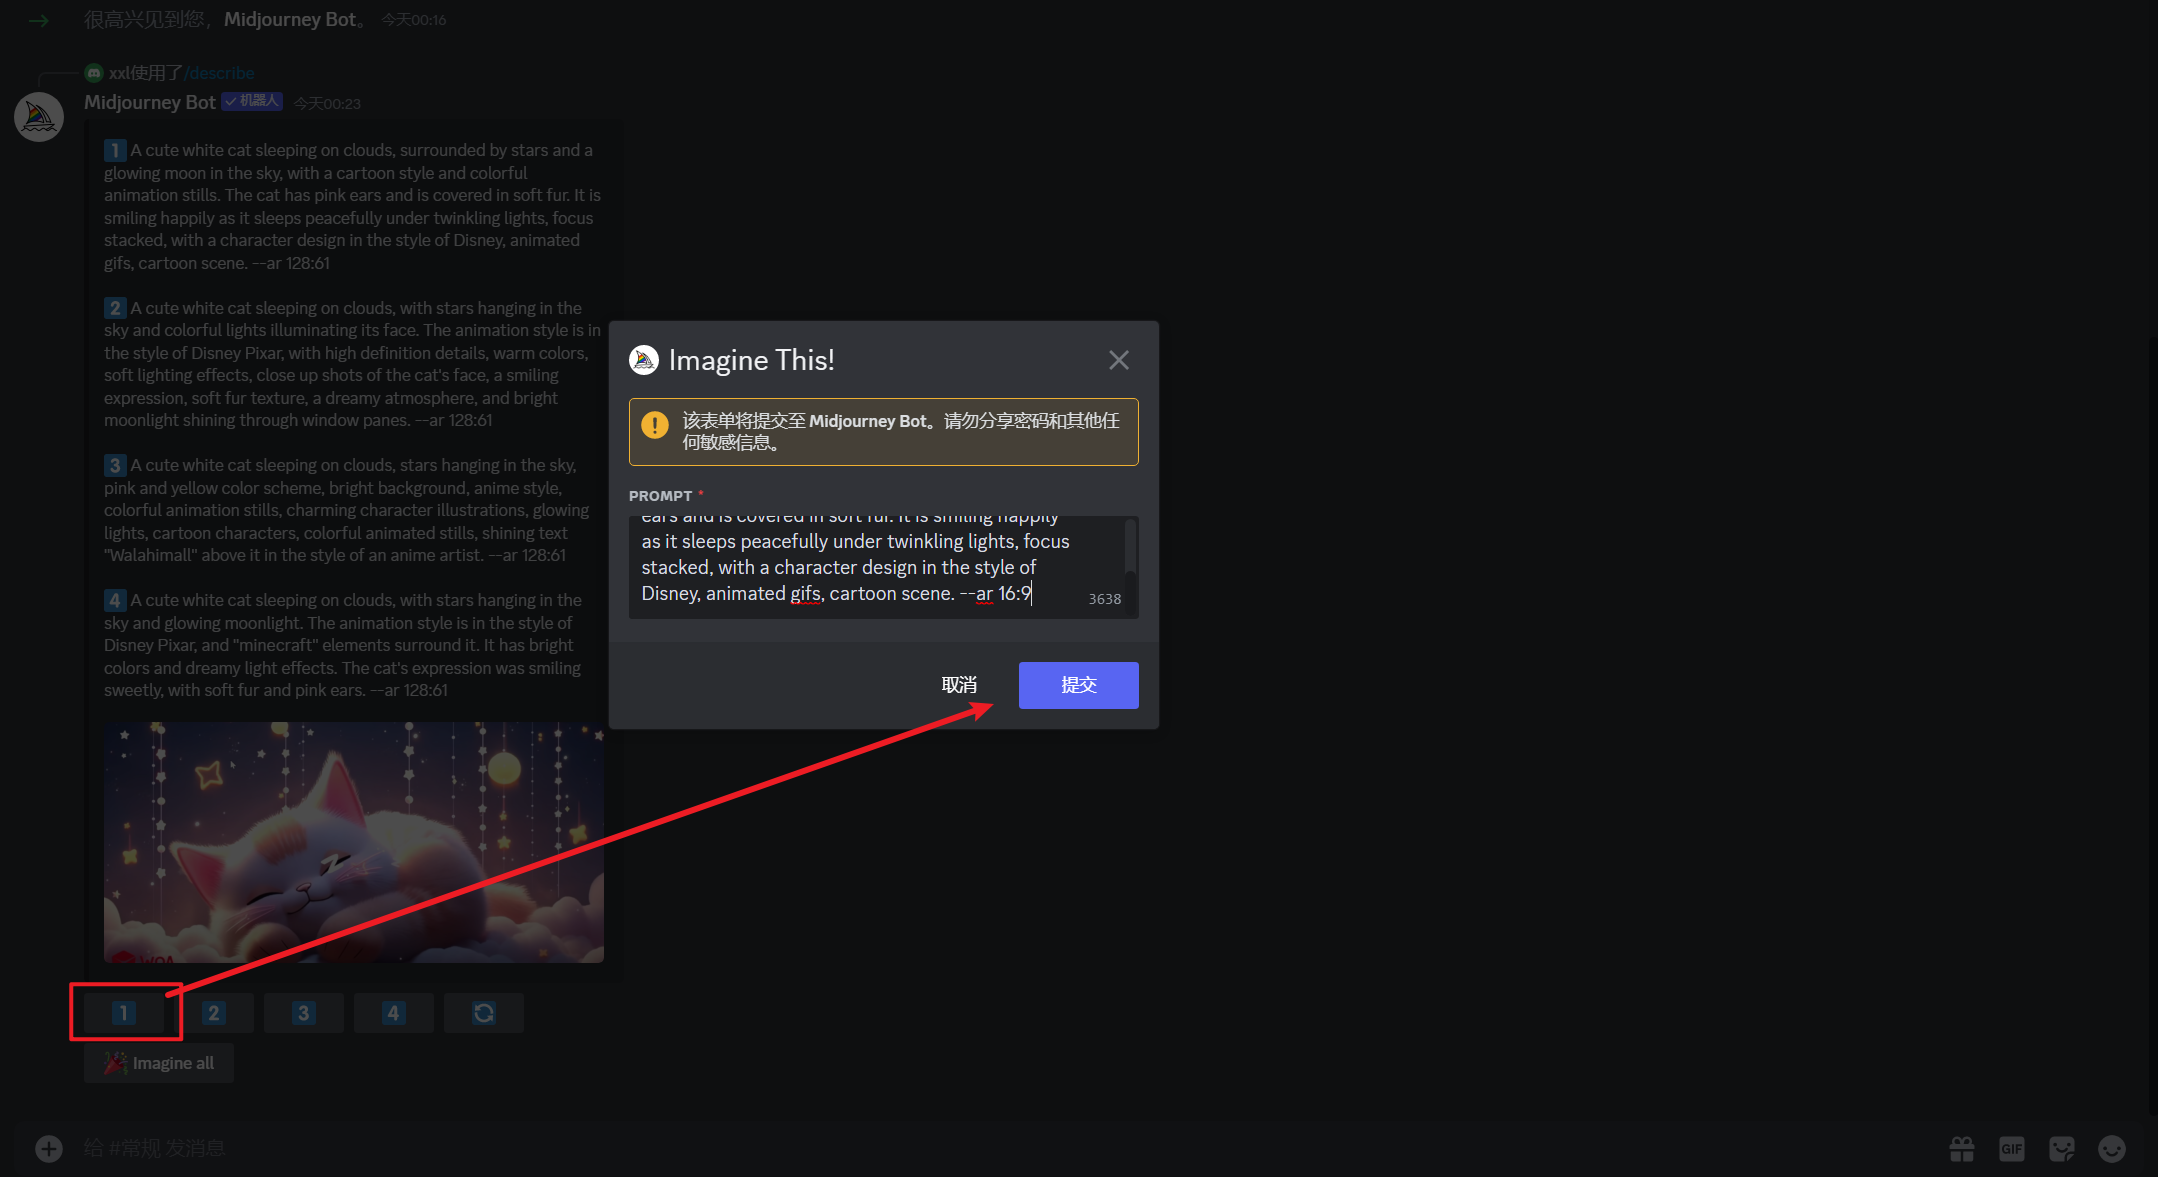 很高兴见到您，Midjourney Bot。 今天00:16
xxl使用了/describe
Midjourney Bot 机器人 今天00:23
1 A cute white cat sleeping on clouds, surrounded by stars and a
glowing moon in the sky, with a cartoon style and colorful
animation stills. The cat has pink ears and is covered in soft fur. It is
smiling happily as it sleeps peacefully under twinkling lights, focus
stacked, with a character design in the style of Disney, animated
gifs, cartoon scene. --ar 128:61
2 A cute white cat sleeping on clouds, with stars hanging in the
sky and colorful lights illuminating its face. The animation style is in
the style of Disney Pixar, with high definition details, warm colors,
soft lighting effects, close up shots of the cat's face, a smiling
expression, soft fur texture, a dreamy atmosphere, and bright
moonlight shining through window panes. --ar 128:61
3 A cute white cat sleeping on clouds, stars hanging in the sky,
pink and yellow color scheme, bright background, anime style,
colorful animation stills, charming character illustrations, glowing
lights, cartoon characters, colorful animated stills, shining text
"Walahimall" above it in the style of an anime artist. --ar 128:61
4 A cute white cat sleeping on clouds, with stars hanging in the
sky and glowing moonlight. The animation style is in the style of
Disney Pixar, and "minecraft" elements surround it. It has bright
colors and dreamy light effects. The cat's expression was smiling
sweetly, with soft fur and pink ears. --ar 128:61
1 2 3 4
Imagine all
给 #常规 发消息
GIF
Imagine This!
该表单将提交至 Midjourney Bot。请勿分享密码和其他任
何敏感信息。
PROMPT *
ears and is covered in soft fur. It is smiling happily
as it sleeps peacefully under twinkling lights, focus
stacked, with a character design in the style of
Disney, animated gifs, cartoon scene. --ar 16:9
3638
取消 提交